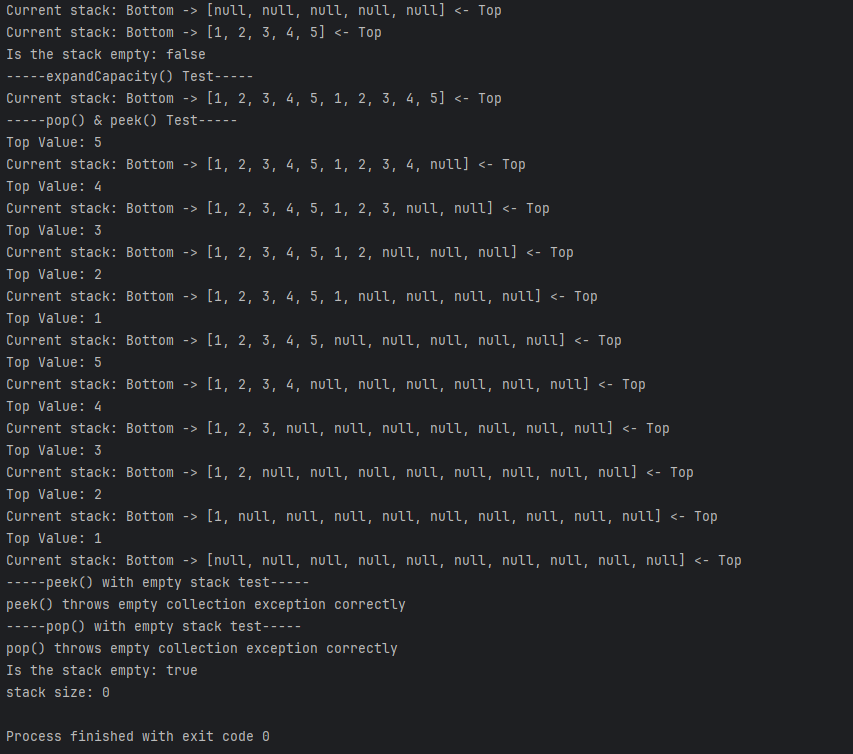 Current stack: Bottom -> [null, null, null, null, null] <- Top
Current stack: Bottom -> [1, 2, 3, 4, 5] <- Top
Is the stack empty: false
-----expandCapacity() Test-----
Current stack: Bottom -> [1, 2, 3, 4, 5, 1, 2, 3, 4, 5] <- Top
-----pop() & peek() Test-----
Top Value: 5
Current stack: Bottom -> [1, 2, 3, 4, 5, 1, 2, 3, 4, null] <- Top
Top Value: 4
Current stack: Bottom -> [1, 2, 3, 4, 5, 1, 2, 3, null, null] <- Top
Top Value: 3
Current stack: Bottom -> [1, 2, 3, 4, 5, 1, 2, null, null, null] <- Top
Top Value: 2
Current stack: Bottom -> [1, 2, 3, 4, 5, 1, null, null, null, null] <- Top
Top Value: 1
Current stack: Bottom -> [1, 2, 3, 4, 5, null, null, null, null, null] <- Top
Top Value: 5
Current stack: Bottom -> [1, 2, 3, 4, null, null, null, null, null, null] <- Top
Top Value: 4
Current stack: Bottom -> [1, 2, 3, null, null, null, null, null, null, null] <- Top
Top Value: 3
Current stack: Bottom -> [1, 2, null, null, null, null, null, null, null, null] <- Top
Top Value: 2
Current stack: Bottom -> [1, null, null, null, null, null, null, null, null, null] <- Top
Top Value: 1
Current stack: Bottom -> [null, null, null, null, null, null, null, null, null, null] <- Top
-----peek() with empty stack test-----
peek() throws empty collection exception correctly
-----pop() with empty stack test-----
pop() throws empty collection exception correctly
Is the stack empty: true
stack size: 0
Process finished with exit code 0